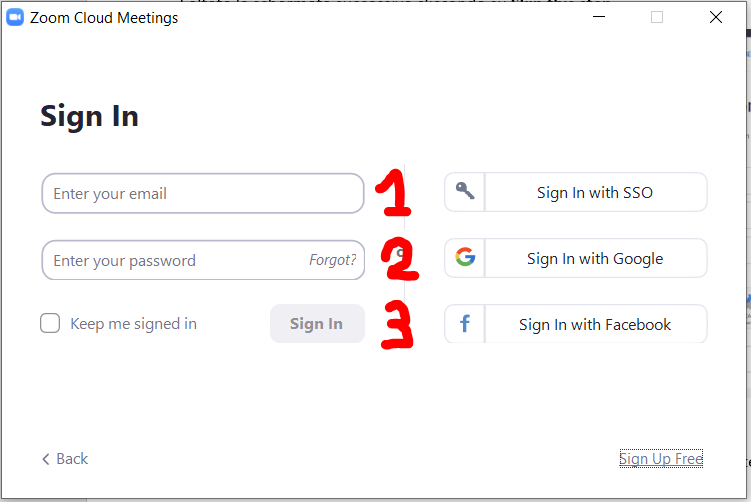 Zoom Cloud Meetings
Sign In
Enter your email
1
Sign In with SSO
Enter your password
Forgot?
2
Sign In with Google
Keep me signed in
Sign In
3
Sign In with Facebook
Back
Sign Up Free